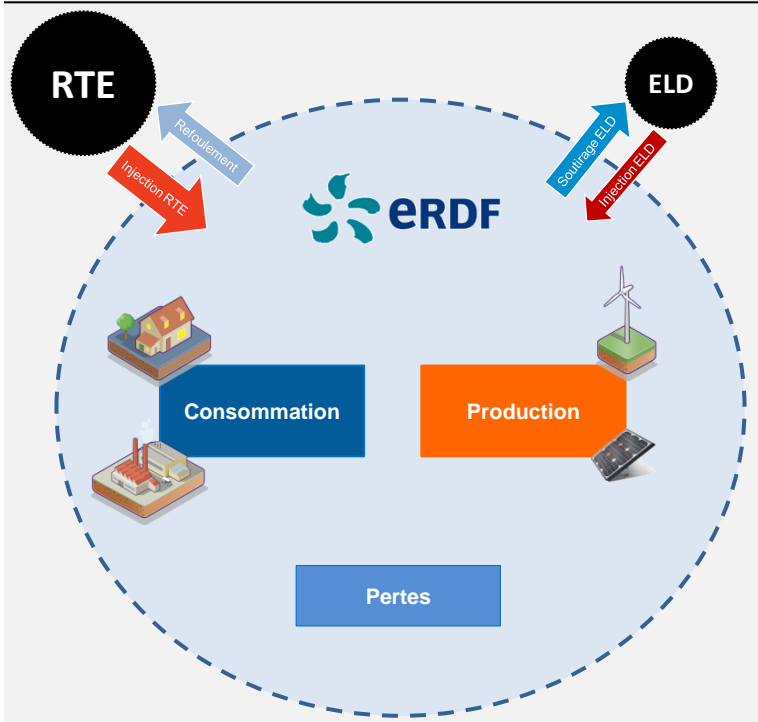 RTE
ELD
Refoulement
Injection RTE
Soutirage ELD
Injection ELD
eRDF
Consommation
Production
Pertes